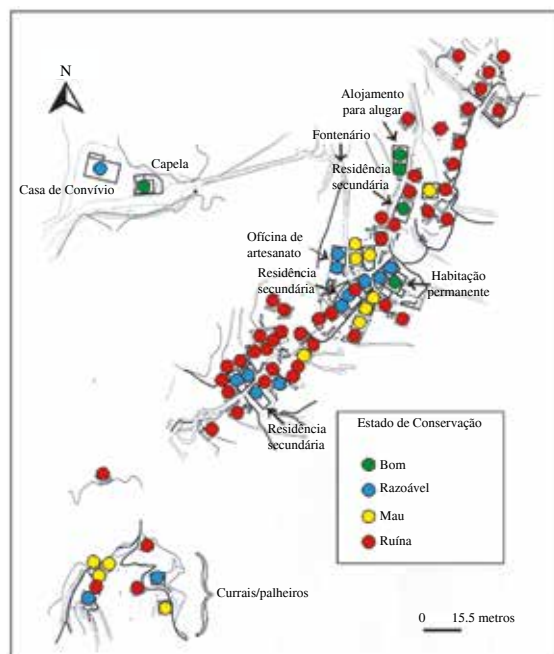 N
Alojamento
para alugar
Fontenário
Capela
Residência
secundária
Casa de Convívio
Oficina de
artesanato
Residência
secundária
Habitação
permanente
Residência
secundária
Estado de Conservação
Bom
Razoável
Mau
Ruína
Currais/palheiros
0 15.5 metros